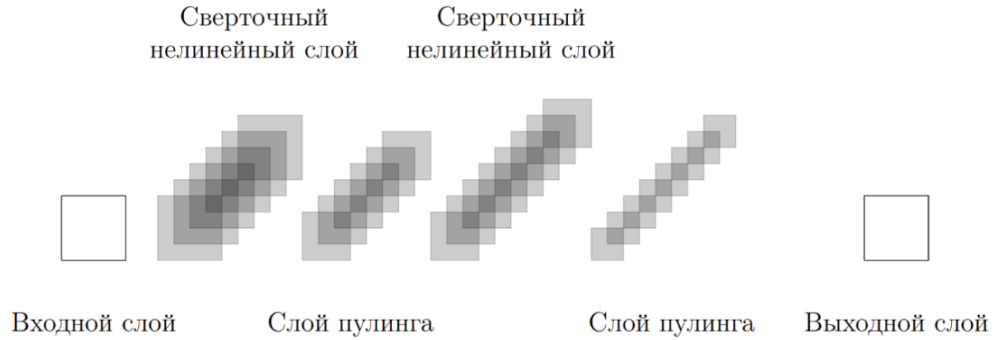 Сверточный
нелинейный слой
Сверточный
нелинейный слой
Входной слой
Слой пулинга
Слой пулинга
Выходной слой